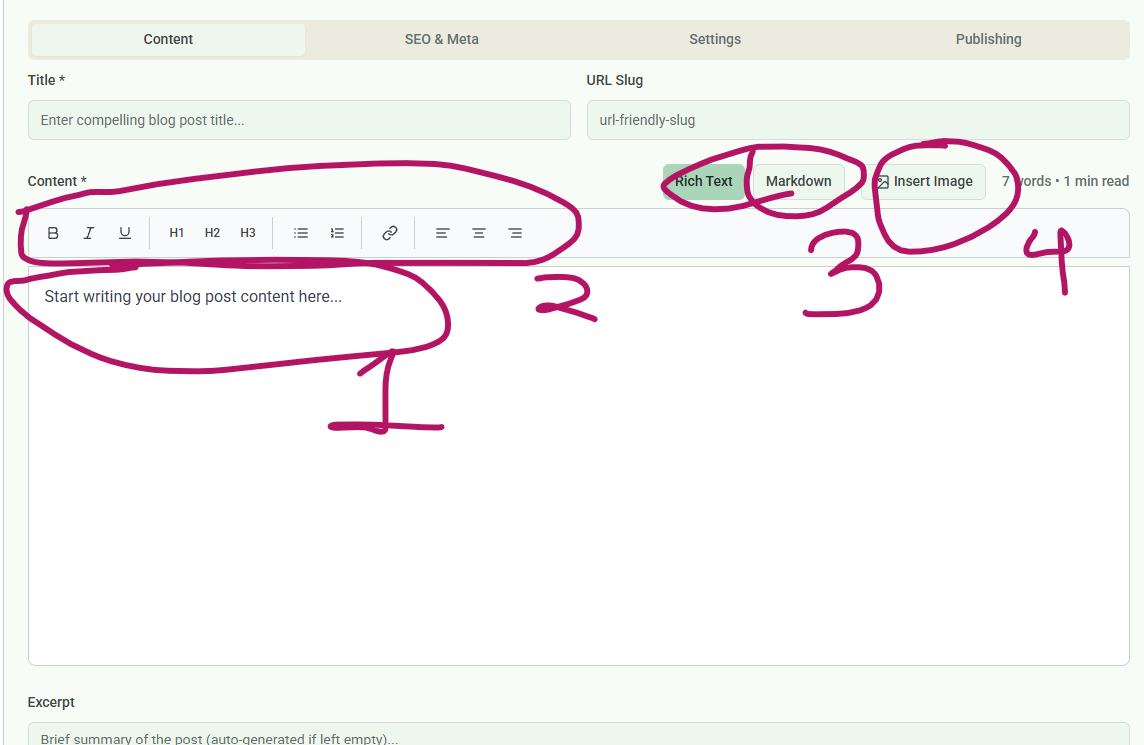 Content SEO & Meta Settings Publishing
Title * URL Slug
Enter compelling blog post title... url-friendly-slug
Content * Rich Text Markdown Insert Image 7 words • 1 min read
B I U H1 H2 H3
Start writing your blog post content here...
2 3 4
1
Excerpt
Brief summary of the post (auto-generated if left empty)...